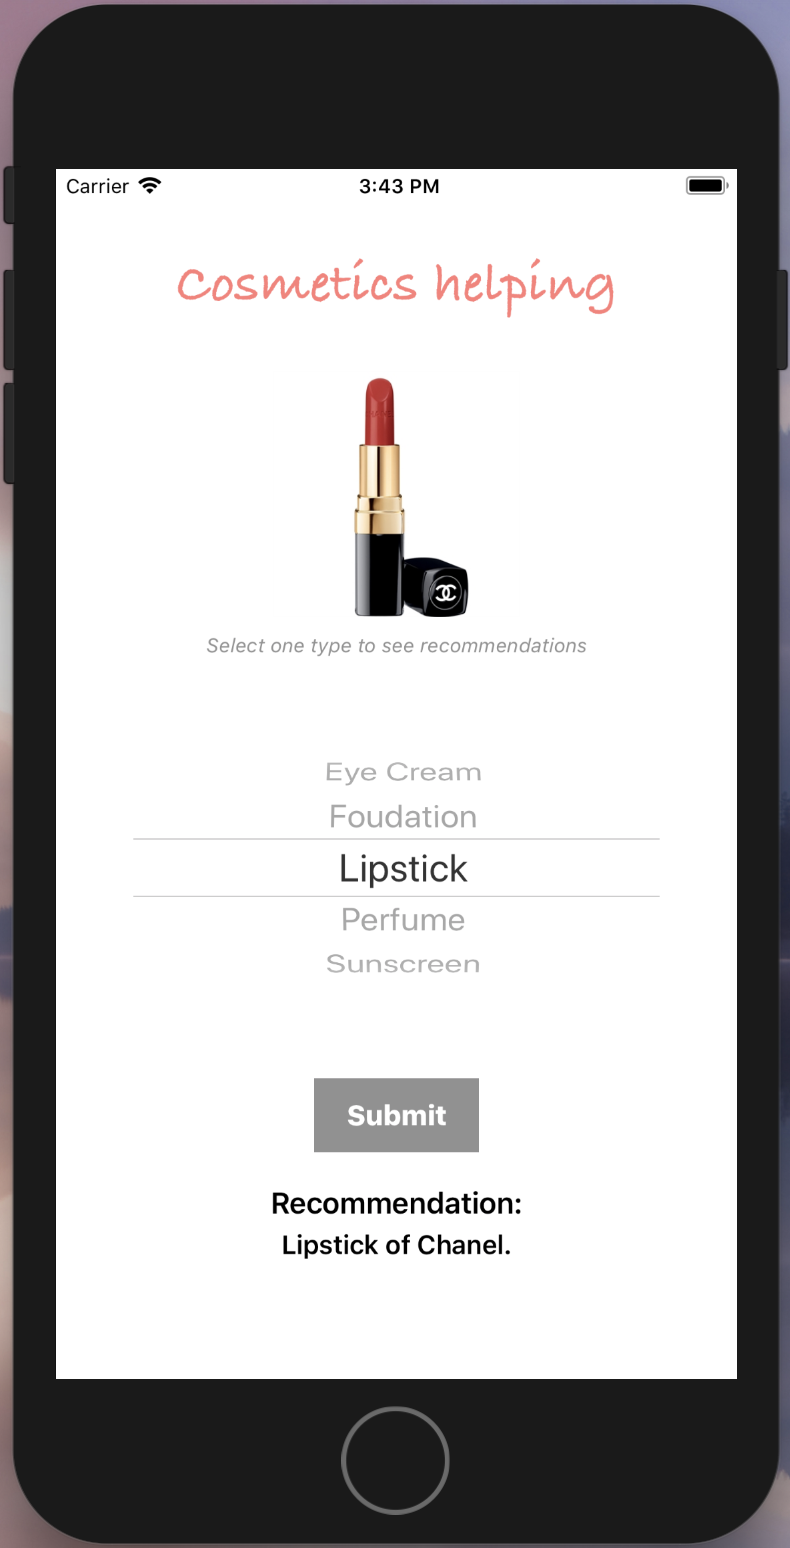 Carrier 3:43 PM
Cosmetics helping
Select one type to see recommendations
Eye Cream
Foudation
Lipstick
Perfume
Sunscreen
Submit
Recommendation:
Lipstick of Chanel.